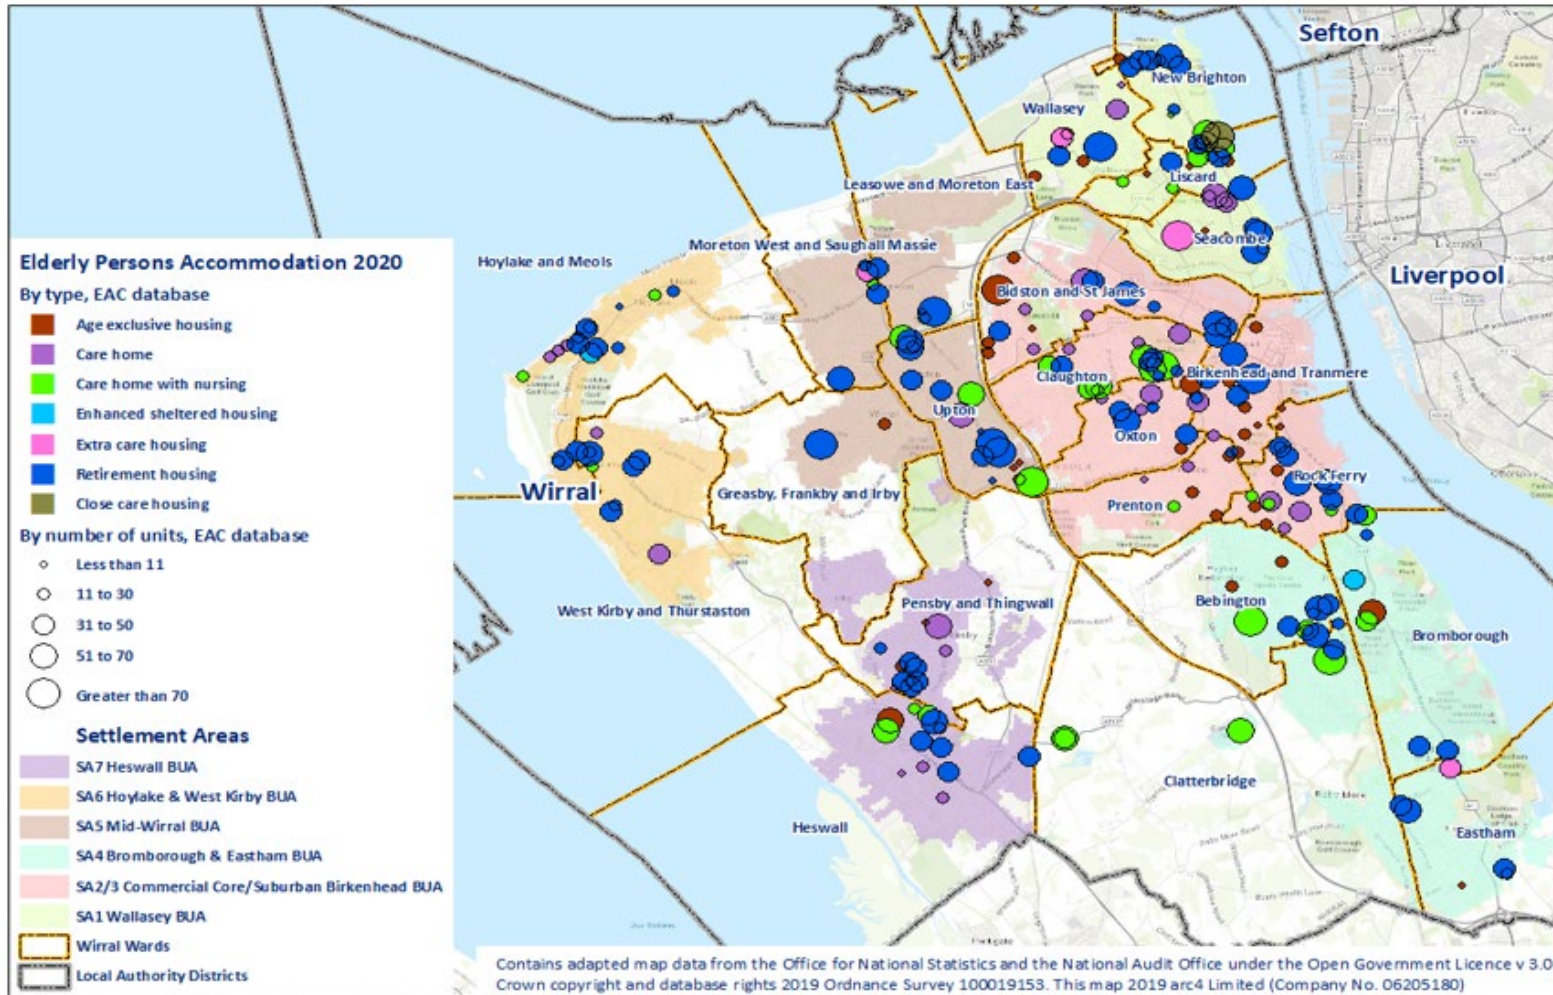 Elderly Persons Accommodation 2020
By type, EAC database
Age exclusive housing
Care home
Care home with nursing
Enhanced sheltered housing
Extra care housing
Retirement housing
Close care housing
By number of units, EAC database
Less than 11
11 to 30
31 to 50
51 to 70
Greater than 70
Settlement Areas
SA7 Heswall BUA
SA6 Hoylake & West Kirby BUA
SA5 Mid-Wirral BUA
SA4 Bromborough & Eastham BUA
SA2/3 Commercial Core/Suburban Birkenhead BUA
SA1 Wallasey BUA
Wirral Wards
Local Authority Districts
Sefton
New Brighton
Wallasey
Liscard
Leasowe and Moreton East
Seacombe
Moreton West and Saughall Massie
Hoylake and Meols
Liverpool
Bidston and St James
Claughton
Birkenhead and Tranmere
Upton
Oxton
Rock Ferry
Wirral
Greasby, Frankby and Irby
Prenton
West Kirby and Thurstaston
Pensby and Thingwall
Bebington
Bromborough
Clatterbridge
Heswall
Eastham
Contains adapted map data from the Office for National Statistics and the National Audit Office under the Open Government Licence v 3.0
Crown copyright and database rights 2019 Ordnance Survey 100019153. This map 2019 arc4 Limited (Company No. 06205180)